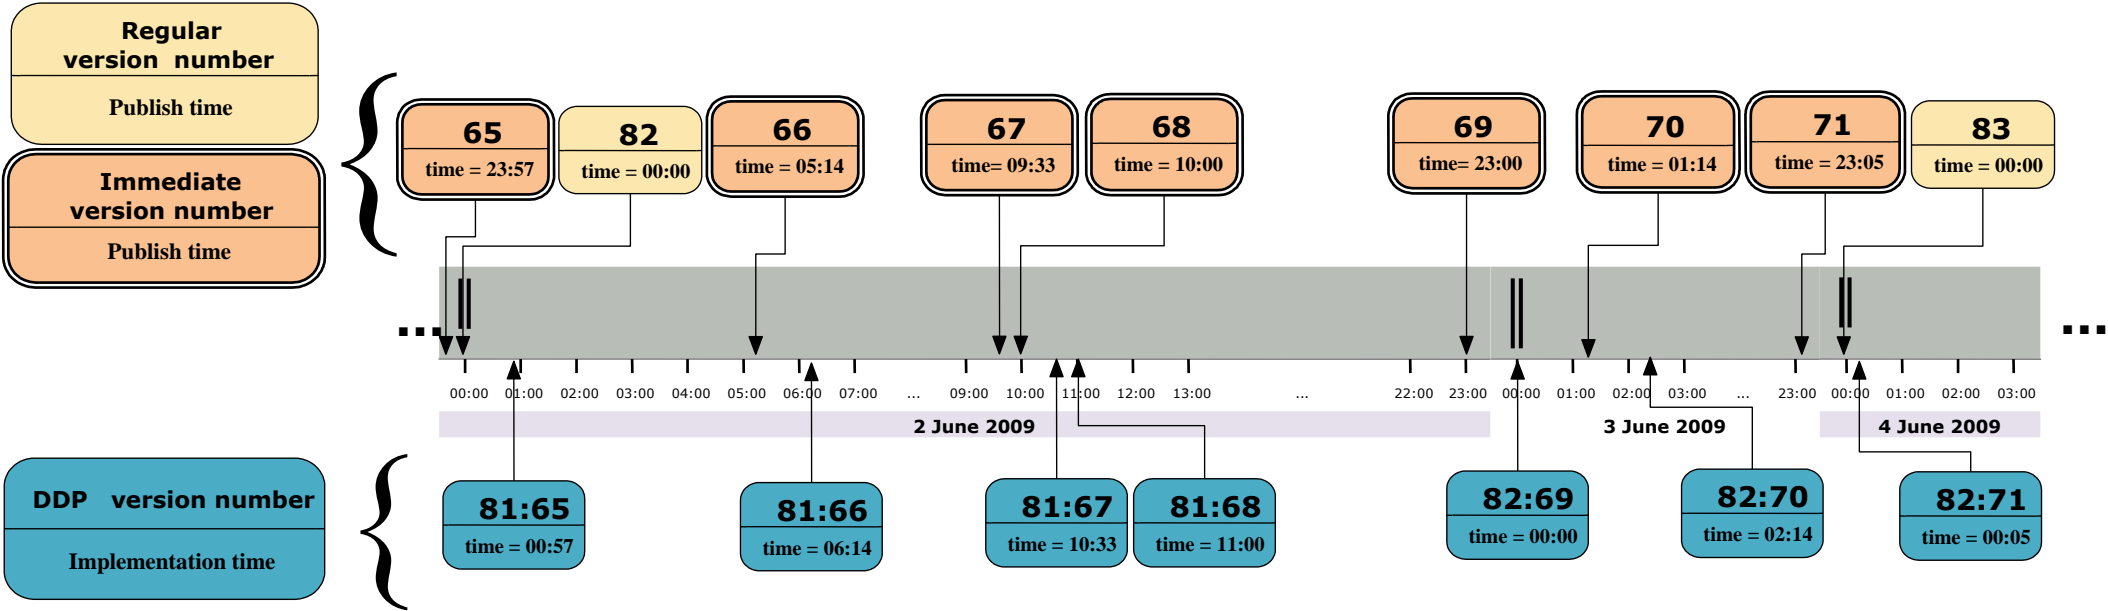 Regular
version number
Publish time
Immediate
version number
Publish time
65
time = 23:57
82
time = 00:00
66
time = 05:14
67
time= 09:33
68
time = 10:00
69
time= 23:00
70
time = 01:14
71
time = 23:05
83
time = 00:00
...
...
00:00 01:00 02:00 03:00 04:00 05:00 06:00 07:00 ... 09:00 10:00 11:00 12:00 13:00 ... 22:00 23:00 00:00 01:00 02:00 03:00 ... 23:00 00:00 01:00 02:00 03:00
2 June 2009 3 June 2009 4 June 2009
DDP version number
Implementation time
81:65
time = 00:57
81:66
time = 06:14
81:67
time = 10:33
81:68
time = 11:00
82:69
time = 00:00
82:70
time = 02:14
82:71
time = 00:05